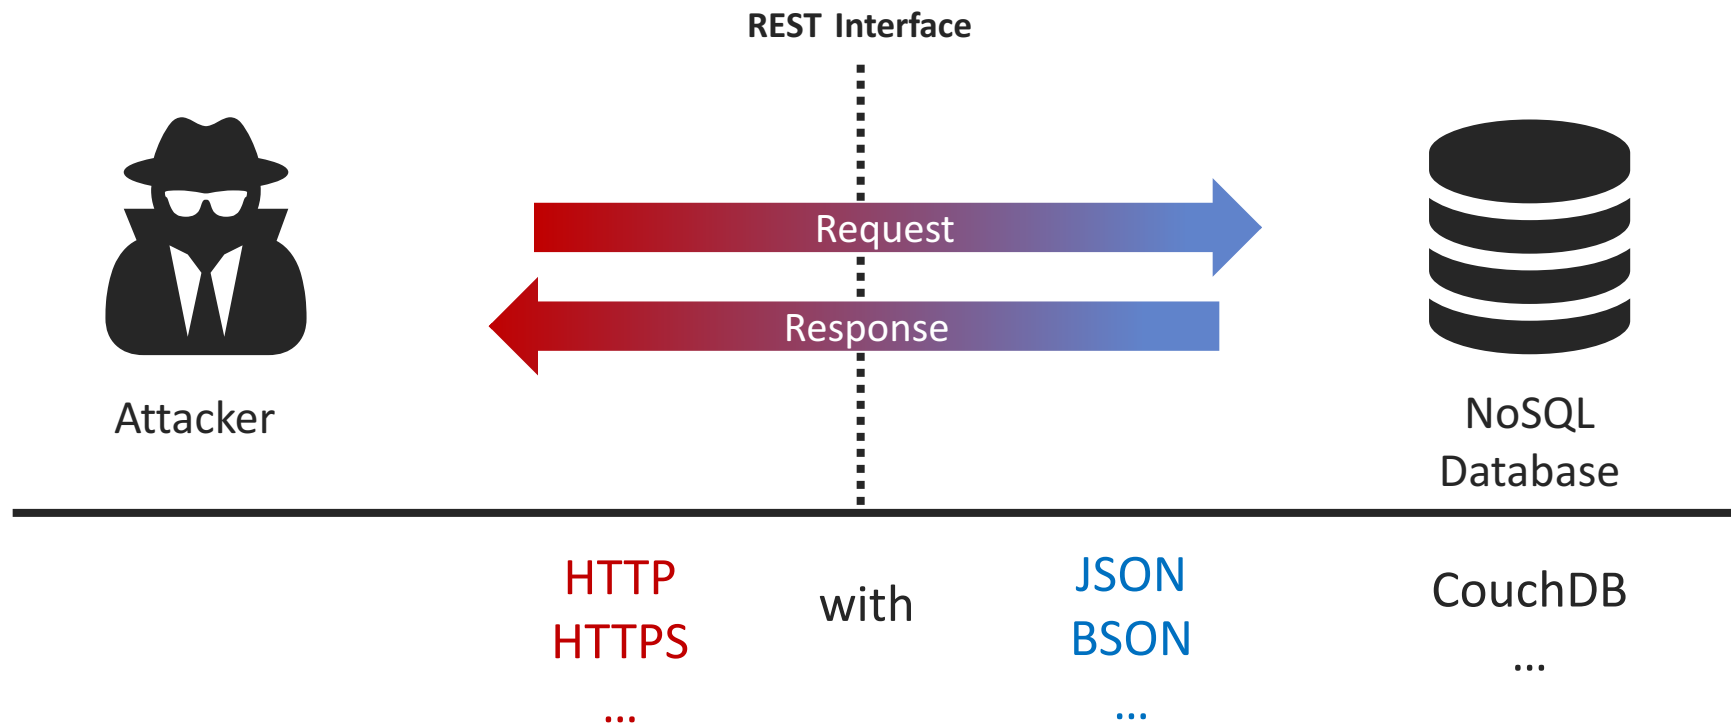 REST Interface
Request
Response
Attacker
NoSQL
Database
HTTP
HTTPS
...
with
JSON
BSON
...
CouchDB
...